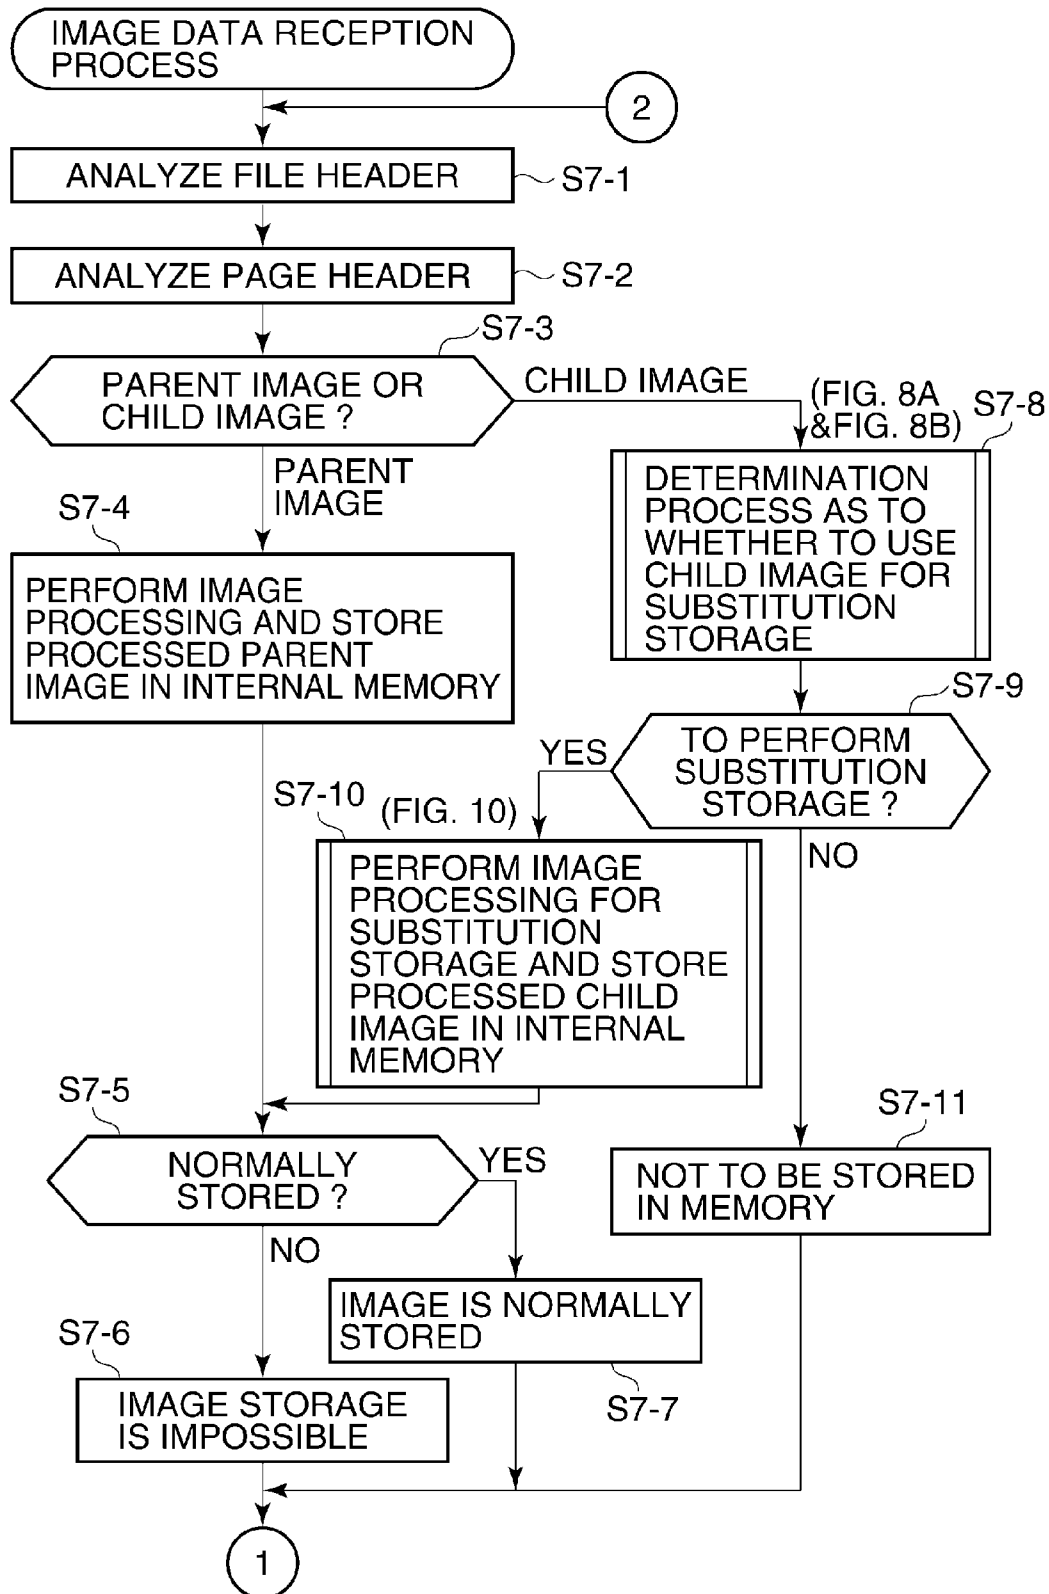 IMAGE DATA RECEPTION
PROCESS
2
ANALYZE FILE HEADER
S7-1
ANALYZE PAGE HEADER
S7-2
S7-3
PARENT IMAGE OR
CHILD IMAGE ?
CHILD IMAGE
(FIG. 8A
&FIG. 8B)
S7-8
PARENT
IMAGE
S7-4
PERFORM IMAGE
PROCESSING AND STORE
PROCESSED PARENT
IMAGE IN INTERNAL MEMORY
DETERMINATION
PROCESS AS TO
WHETHER TO USE
CHILD IMAGE FOR
SUBSTITUTION
STORAGE
S7-9
TO PERFORM
SUBSTITUTION
STORAGE ?
YES
NO
S7-10
(FIG. 10)
PERFORM IMAGE
PROCESSING FOR
SUBSTITUTION
STORAGE AND STORE
PROCESSED CHILD
IMAGE IN INTERNAL
MEMORY
S7-5
NORMALLY
STORED ?
YES
NO
S7-11
NOT TO BE STORED
IN MEMORY
IMAGE IS NORMALLY
STORED
S7-7
S7-6
IMAGE STORAGE
IS IMPOSSIBLE
1